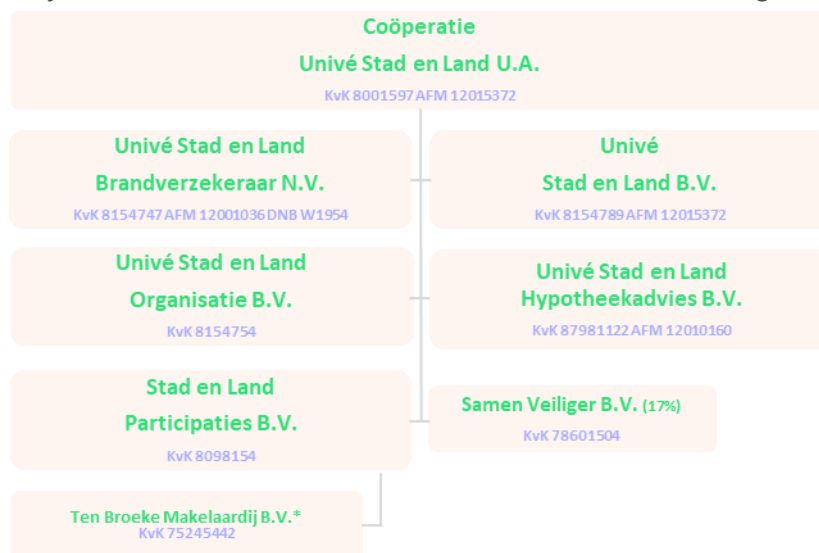 Coöperatie
Univé Stad en Land U.A.
KvK 8001597 AFM 12015372
Univé Stad en Land
Brandverzekeraar N.V.
KvK 8154747 AFM 12001036 DNB W1954
Univé
Stad en Land B.V.
KvK 8154789 AFM 12015372
Univé Stad en Land
Organisatie B.V.
KvK 8154754
Univé Stad en Land
Hypotheekadvies B.V.
KvK 87981122 AFM 12010160
Stad en Land
Participaties B.V.
KvK 8098154
Samen Veiliger B.V. (17%)
KvK 78601504
Ten Broeke Makelaardij B.V.*
KvK 75245442